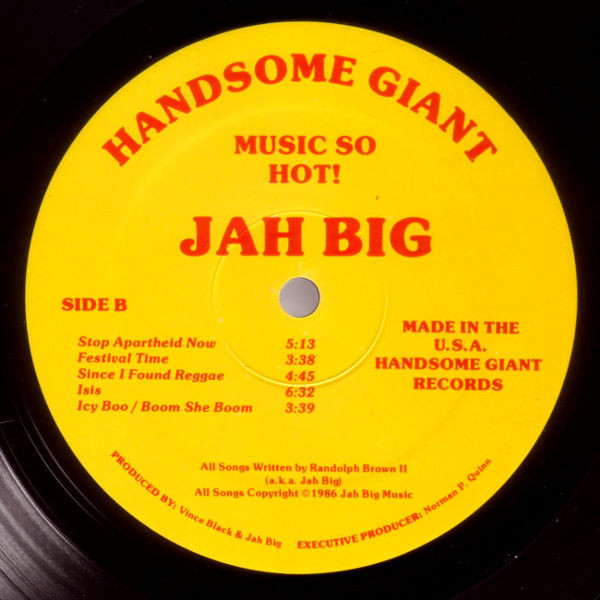 HANDSOME GIANT
MUSIC SO
HOT!
JAH BIG
SIDE B
Stop Apartheid Now 5:13
Festival Time 3:38
Since I Found Reggae 4:45
Isis 6:32
Icy Boo / Boom She Boom 3:39
MADE IN THE
U.S.A.
HANDSOME GIANT
RECORDS
All Songs Written by Randolph Brown II
(a.k.a. Jah Big)
All Songs Copyright ©1986 Jah Big Music
PRODUCED BY: Vince Black & Jah Big
EXECUTIVE PRODUCER: Norman P. Quinn